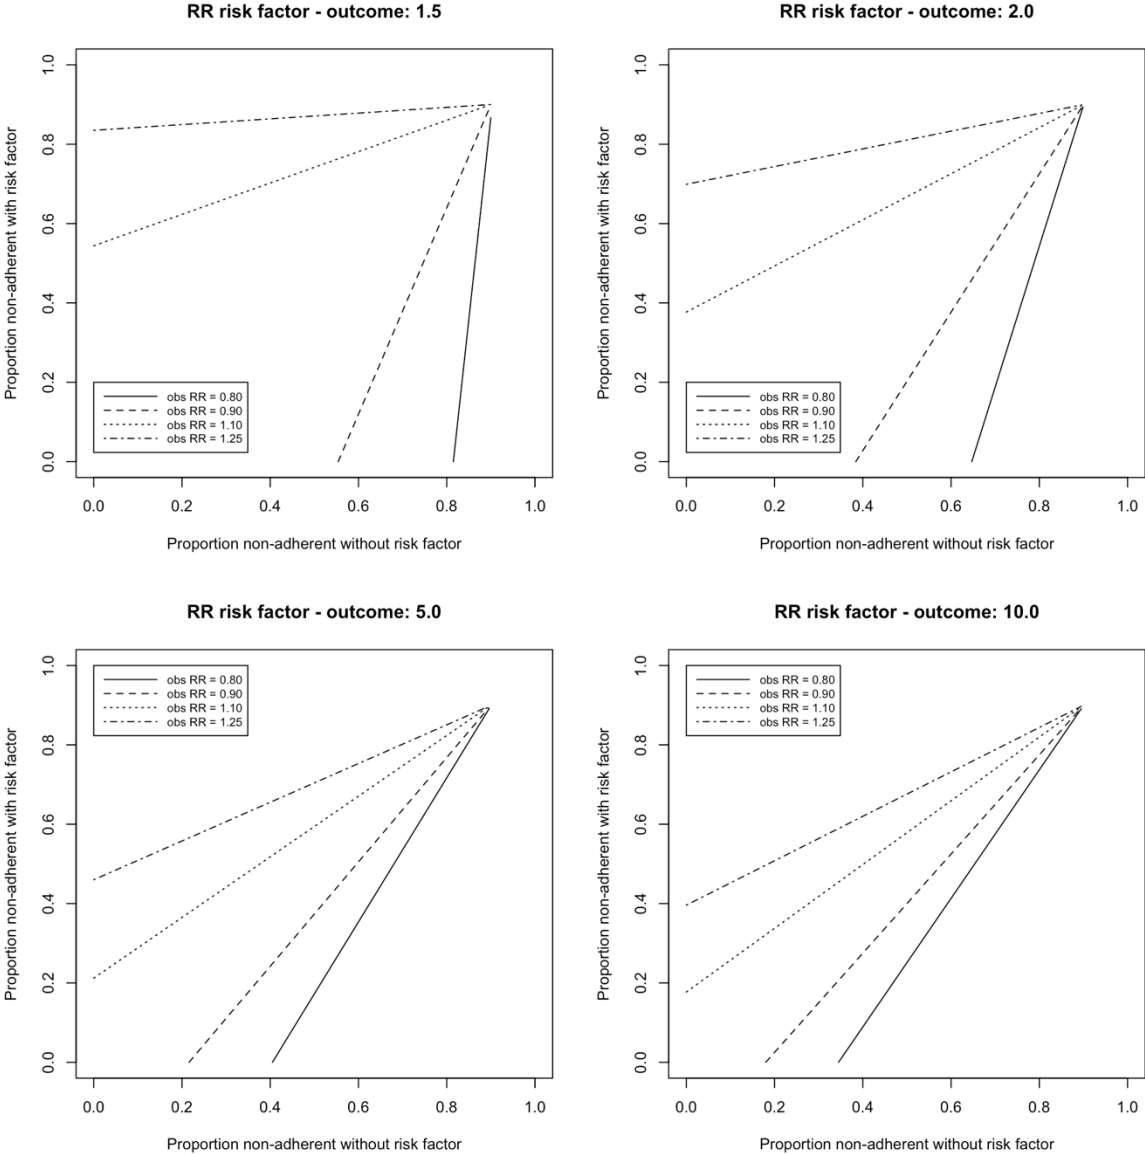 RR risk factor - outcome: 1.5
Proportion non-adherent with risk factor
1.0
0.8
0.6
0.4
0.2
0.0
obs RR = 0.80
obs RR = 0.90
obs RR = 1.10
obs RR = 1.25
0.0 0.2 0.4 0.6 0.8 1.0
Proportion non-adherent without risk factor
RR risk factor - outcome: 2.0
Proportion non-adherent with risk factor
1.0
0.8
0.6
0.4
0.2
0.0
obs RR = 0.80
obs RR = 0.90
obs RR = 1.10
obs RR = 1.25
0.0 0.2 0.4 0.6 0.8 1.0
Proportion non-adherent without risk factor
RR risk factor - outcome: 5.0
Proportion non-adherent with risk factor
1.0
0.8
0.6
0.4
0.2
0.0
obs RR = 0.80
obs RR = 0.90
obs RR = 1.10
obs RR = 1.25
0.0 0.2 0.4 0.6 0.8 1.0
Proportion non-adherent without risk factor
RR risk factor - outcome: 10.0
Proportion non-adherent with risk factor
1.0
0.8
0.6
0.4
0.2
0.0
obs RR = 0.80
obs RR = 0.90
obs RR = 1.10
obs RR = 1.25
0.0 0.2 0.4 0.6 0.8 1.0
Proportion non-adherent without risk factor